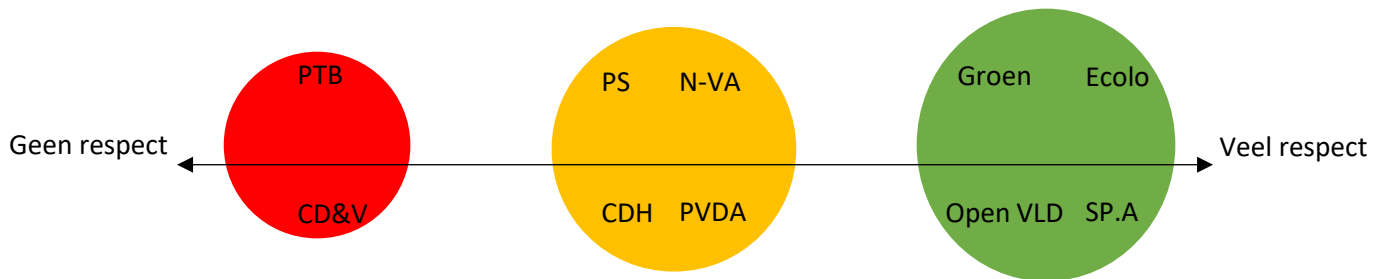 PTB
PS N-VA
Groen Ecolo
Geen respect
Veel respect
CD&V
CDH PVDA
Open VLD SP.A